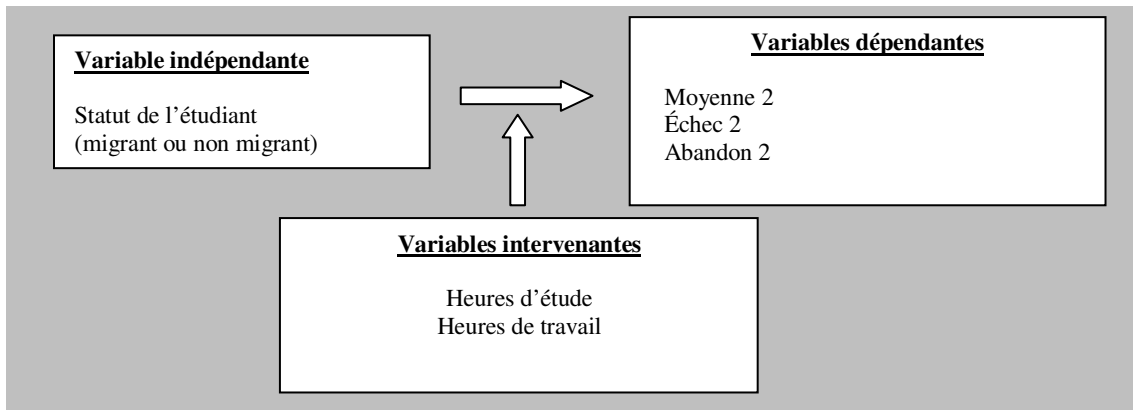 Variable indépendante
Statut de l'étudiant
(migrant ou non migrant)
Variables dépendantes
Moyenne 2
Échec 2
Abandon 2
Variables intervenantes
Heures d'étude
Heures de travail